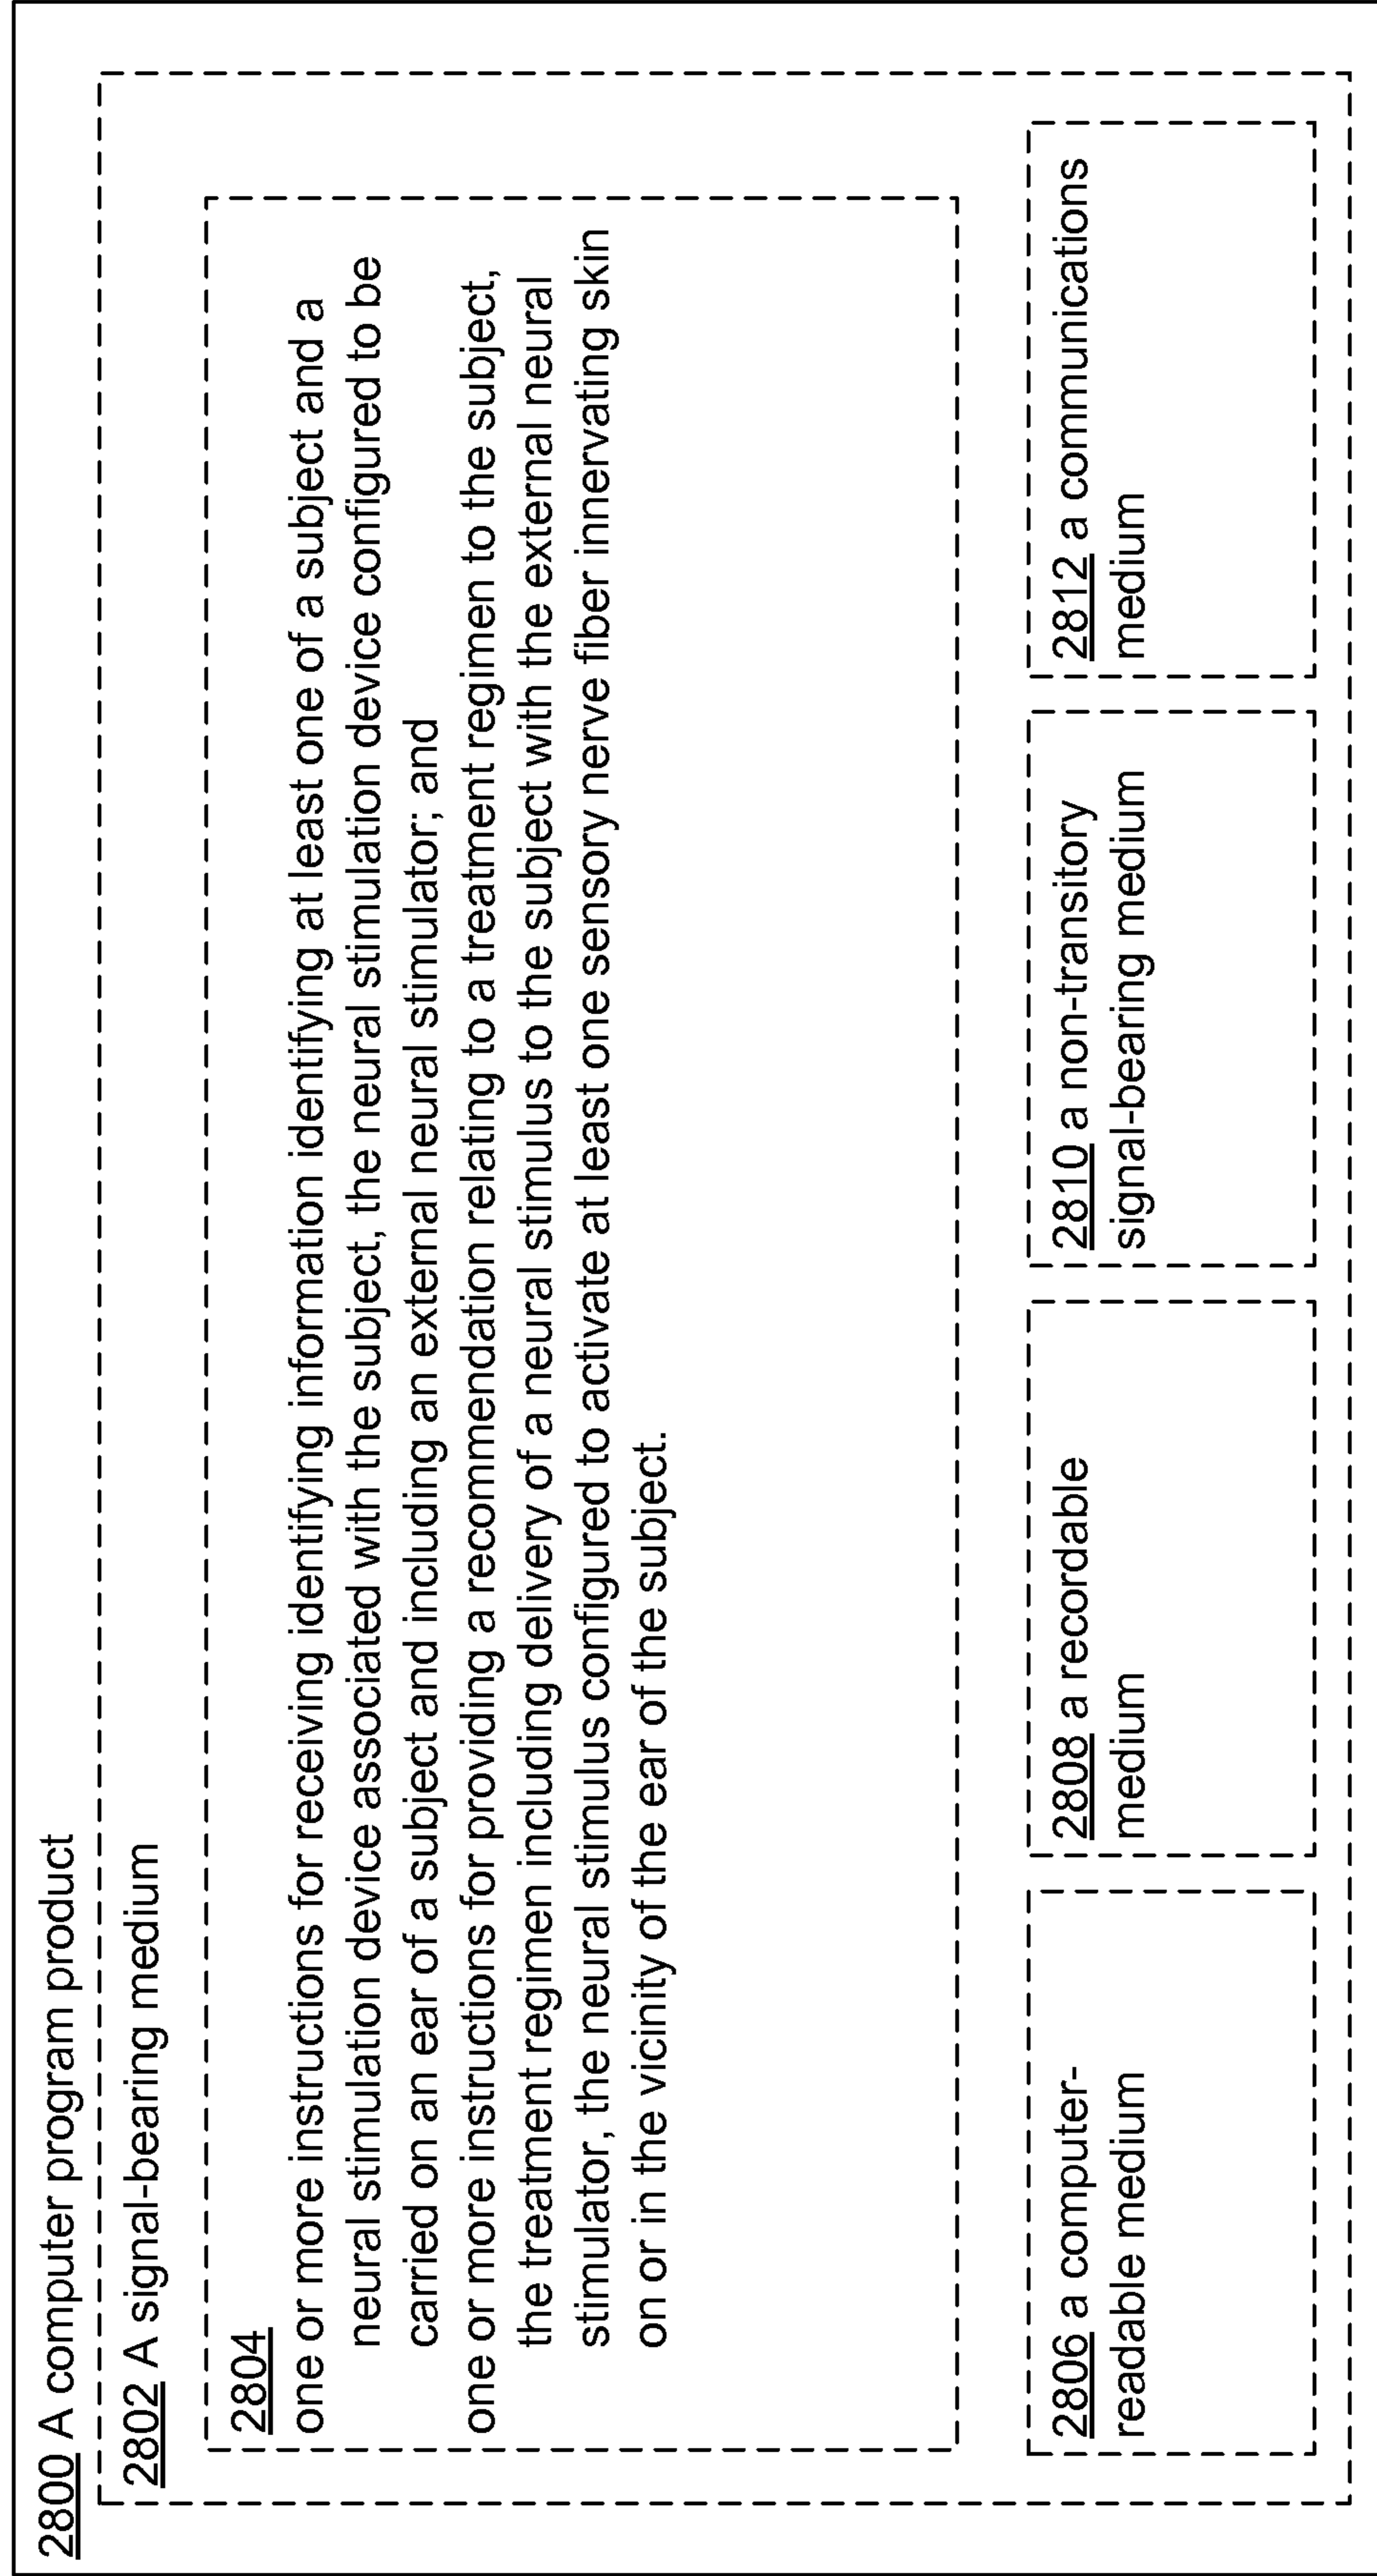 2800 A computer program product
2802 A signal-bearing medium
2804
one or more instructions for receiving identifying information identifying at least one of a subject and a
neural stimulation device associated with the subject, the neural stimulation device configured to be
carried on an ear of a subject and including an external neural stimulator; and
one or more instructions for providing a recommendation relating to a treatment regimen to the subject,
the treatment regimen including delivery of a neural stimulus to the subject with the external neural
stimulator, the neural stimulus configured to activate at least one sensory nerve fiber innervating skin
on or in the vicinity of the ear of the subject.
2806 a computer-
readable medium
2808 a recordable
medium
2810 a non-transitory
signal-bearing medium
2812 a communications
medium